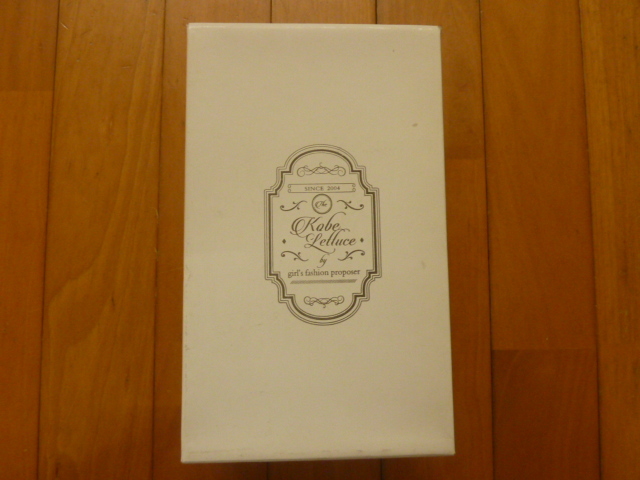 SINCE 2004
The
Kobe
Lettuce
by
girl's fashion proposer